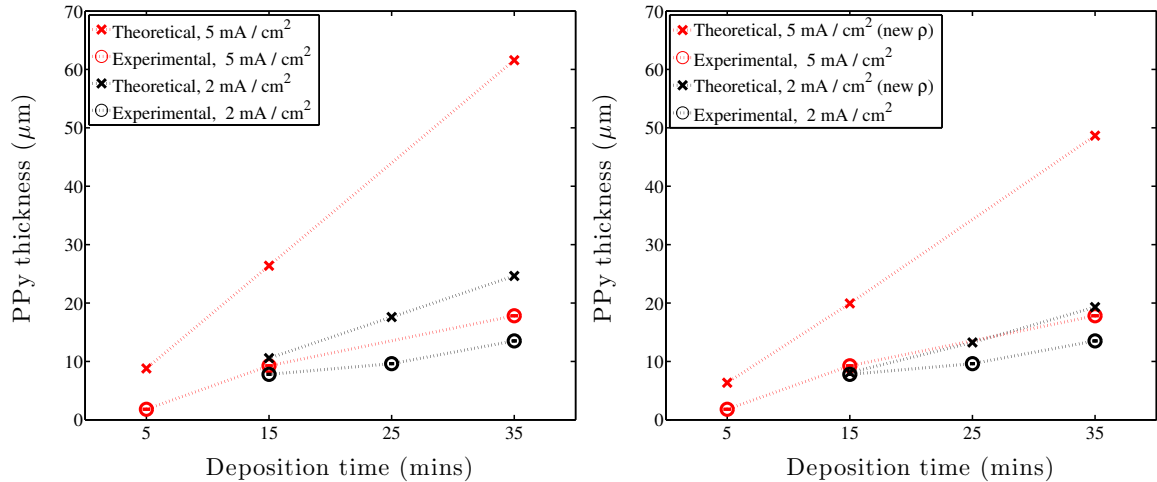 70
60
50
40
30
20
10
0
PPy thickness (μm)
× Theoretical, 5 mA / cm²
Experimental, 5 mA / cm²
× Theoretical, 2 mA / cm²
Experimental, 2 mA / cm²
5 15 25 35
Deposition time (mins)
70
60
50
40
30
20
10
0
PPy thickness (μm)
× Theoretical, 5 mA / cm² (new ρ)
Experimental, 5 mA / cm²
× Theoretical, 2 mA / cm² (new ρ)
Experimental, 2 mA / cm²
5 15 25 35
Deposition time (mins)